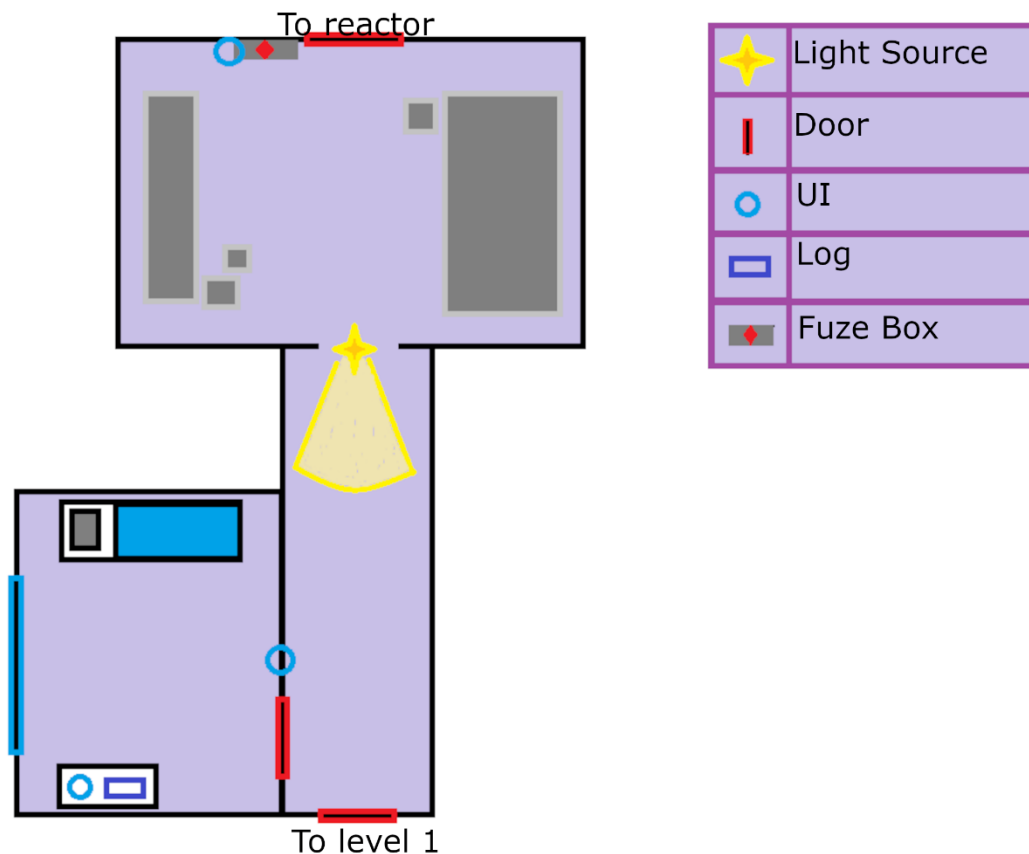 To reactor
Light Source
Door
UI
Log
Fuze Box
To level 1